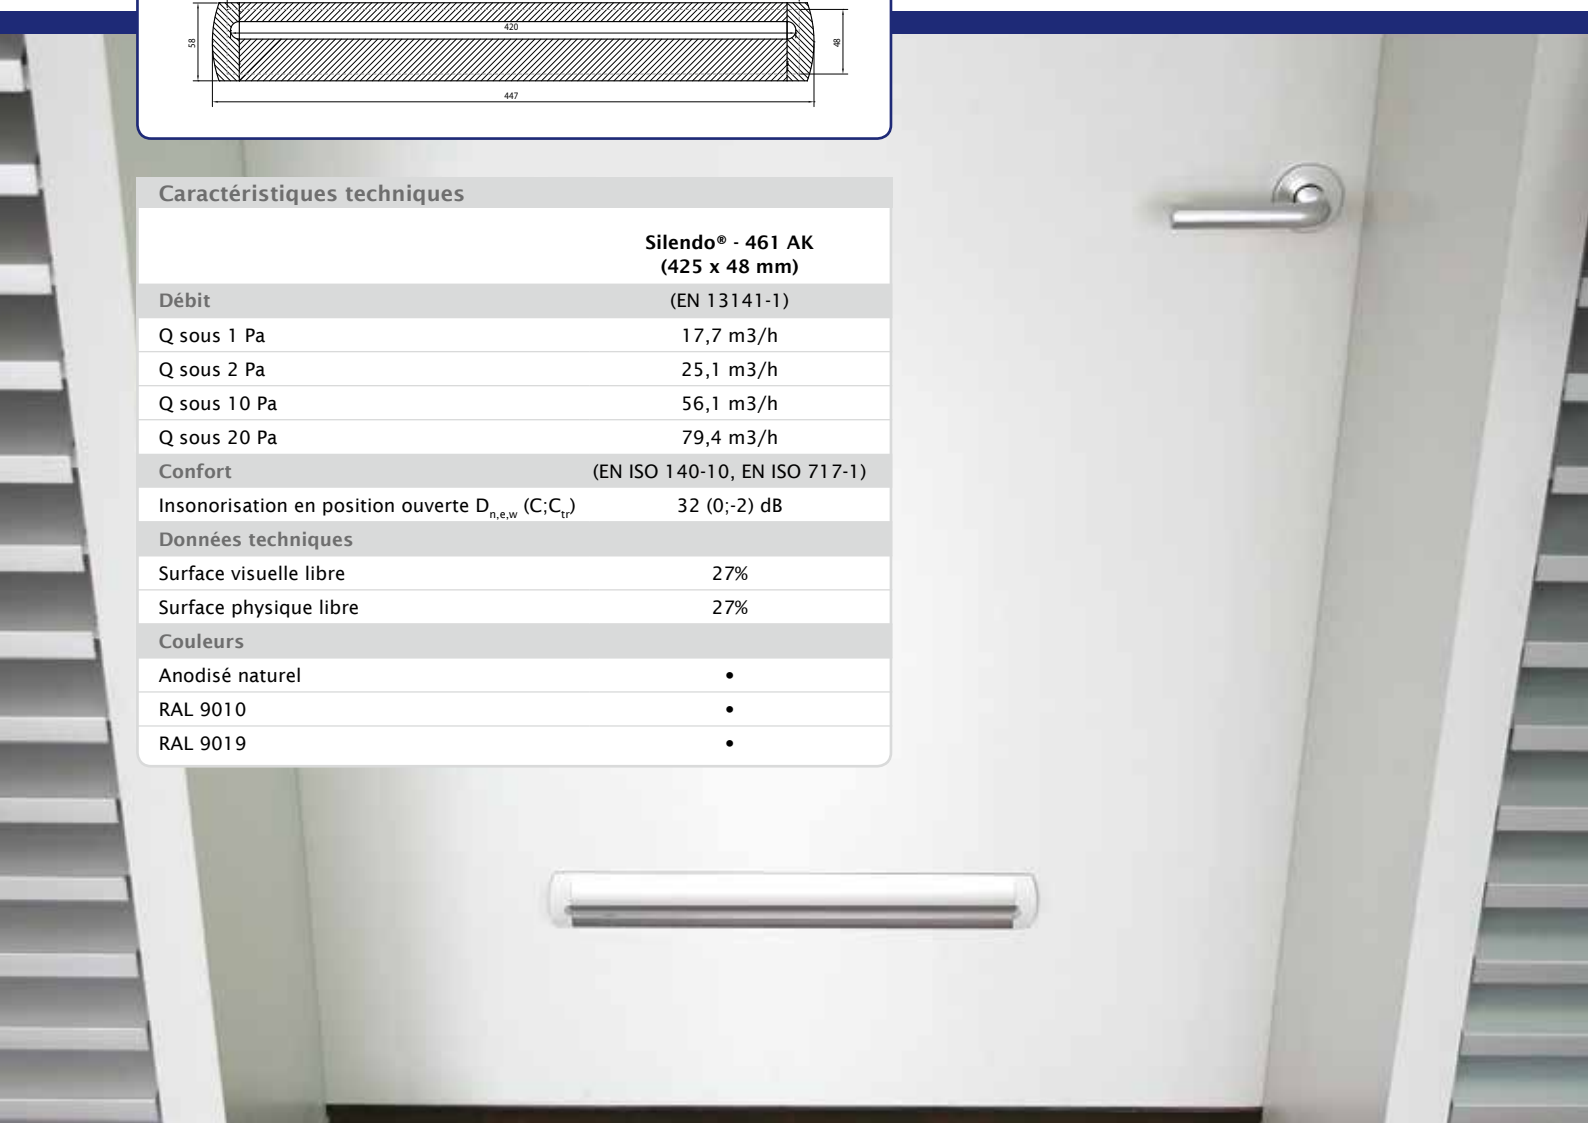 420
58
48
447
Caractéristiques techniques
Silendo® - 461 AK
(425 x 48 mm)
Débit (EN 13141-1)
Q sous 1 Pa 17,7 m3/h
Q sous 2 Pa 25,1 m3/h
Q sous 10 Pa 56,1 m3/h
Q sous 20 Pa 79,4 m3/h
Confort (EN ISO 140-10, EN ISO 717-1)
Insonorisation en position ouverte Dn,e,w (C;Ctr) 32 (0;-2) dB
Données techniques
Surface visuelle libre 27%
Surface physique libre 27%
Couleurs
Anodisé naturel •
RAL 9010 •
RAL 9019 •